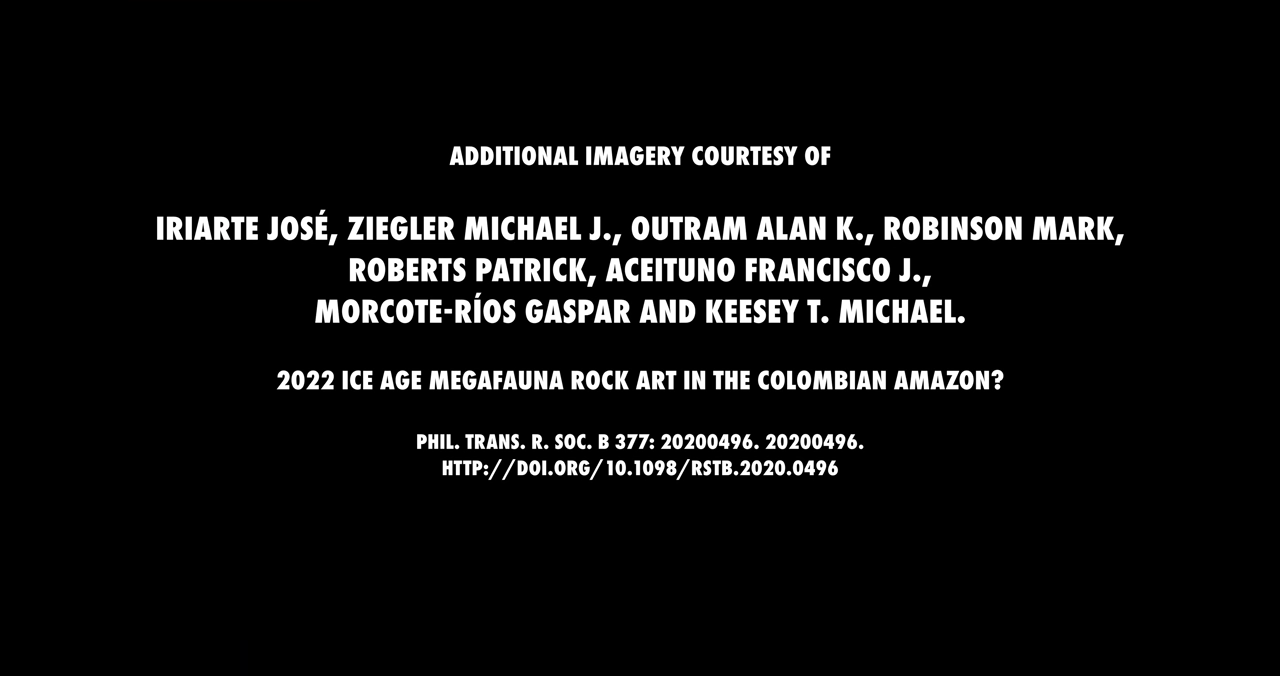 ADDITIONAL IMAGERY COURTESY OF
IRIARTE JOSÉ, ZIEGLER MICHAEL J., OUTRAM ALAN K., ROBINSON MARK,
ROBERTS PATRICK, ACEITUNO FRANCISCO J.,
MORCOTE-RÍOS GASPAR AND KEESEY T. MICHAEL.
2022 ICE AGE MEGAFAUNA ROCK ART IN THE COLOMBIAN AMAZON?
PHIL. TRANS. R. SOC. B 377: 20200496. 20200496.
HTTP://DOI.ORG/10.1098/RSTB.2020.0496